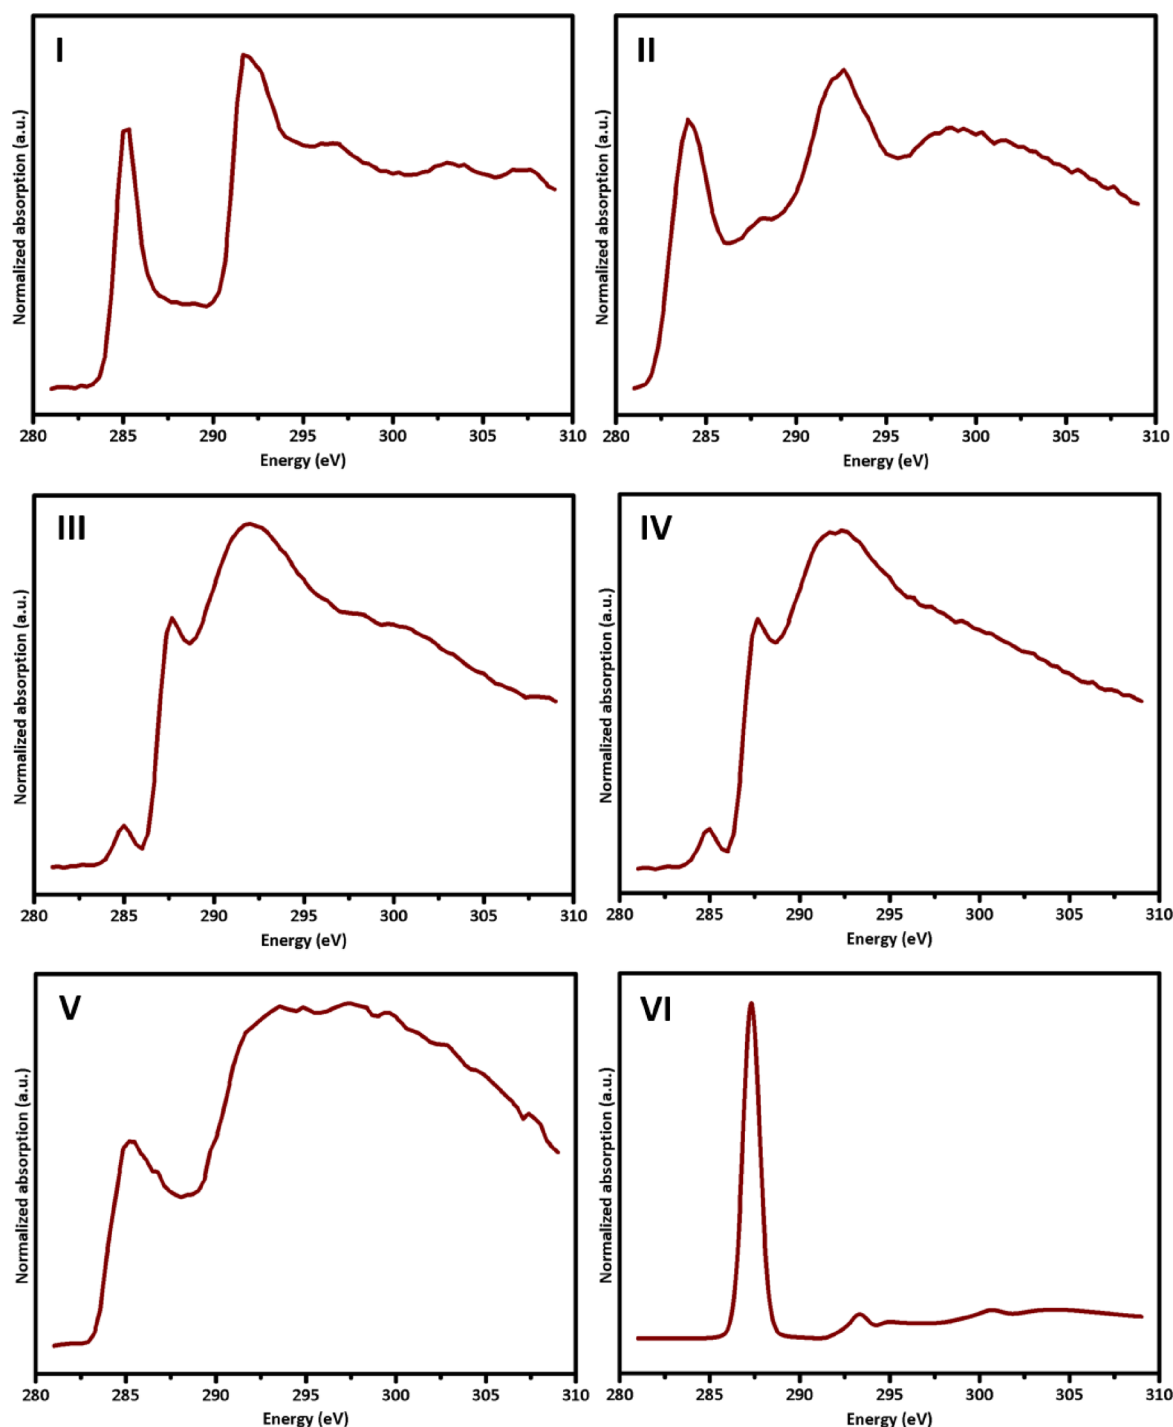 I
Normalized absorption (a.u.)
280 285 290 295 300 305 310
Energy (eV)
II
Normalized absorption (a.u.)
280 285 290 295 300 305 310
Energy (eV)
III
Normalized absorption (a.u.)
280 285 290 295 300 305 310
Energy (eV)
IV
Normalized absorption (a.u.)
280 285 290 295 300 305 310
Energy (eV)
V
Normalized absorption (a.u.)
280 285 290 295 300 305 310
Energy (eV)
VI
Normalized absorption (a.u.)
280 285 290 295 300 305 310
Energy (eV)